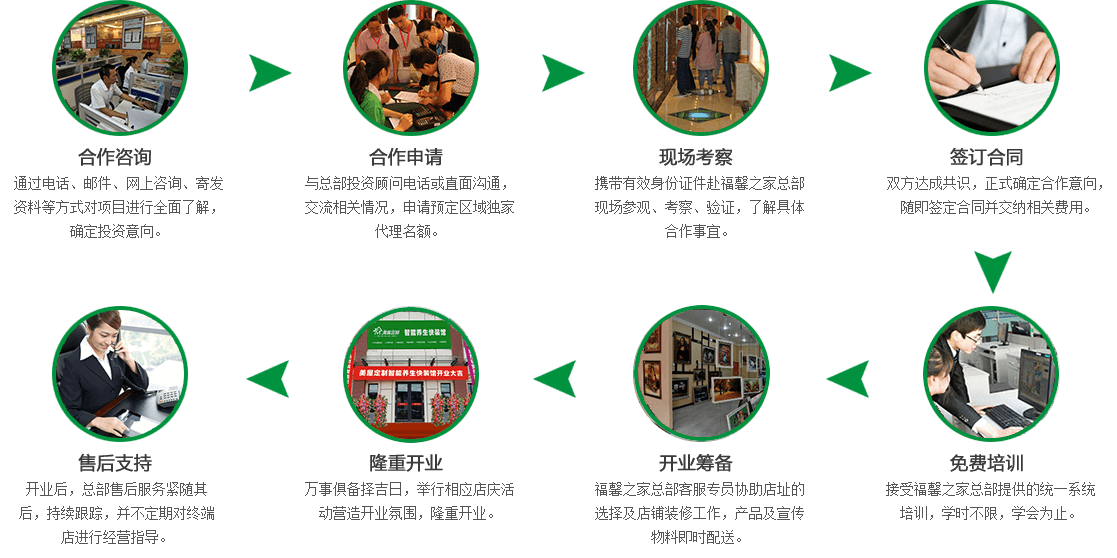 合作咨询
通过电话、邮件、网上咨询、寄发
资料等方式对项目进行全面了解，
确定投资意向。
合作申请
与总部投资顾问电话或直面沟通，
交流相关情况，申请预定区域独家
代理名额。
现场考察
携带有效身份证件赴福馨之家总部
现场参观、考察、验证，了解具体
合作事宜。
签订合同
双方达成共识，正式确定合作意向，
随即签定合同并交纳相关费用。
免费培训
接受福馨之家总部提供的统一系统
培训，学时不限，学会为止。
开业筹备
福馨之家总部客服专员协助店址的
选择及店铺装修工作，产品及宣传
物料即时配送。
智能养生快装馆
美屋定制智能养生快装馆开业大吉
隆重开业
万事俱备择吉日，举行相应店庆活
动营造开业氛围，隆重开业。
售后支持
开业后，总部售后服务紧随其
后，持续跟踪，并不定期对终端
店进行经营指导。